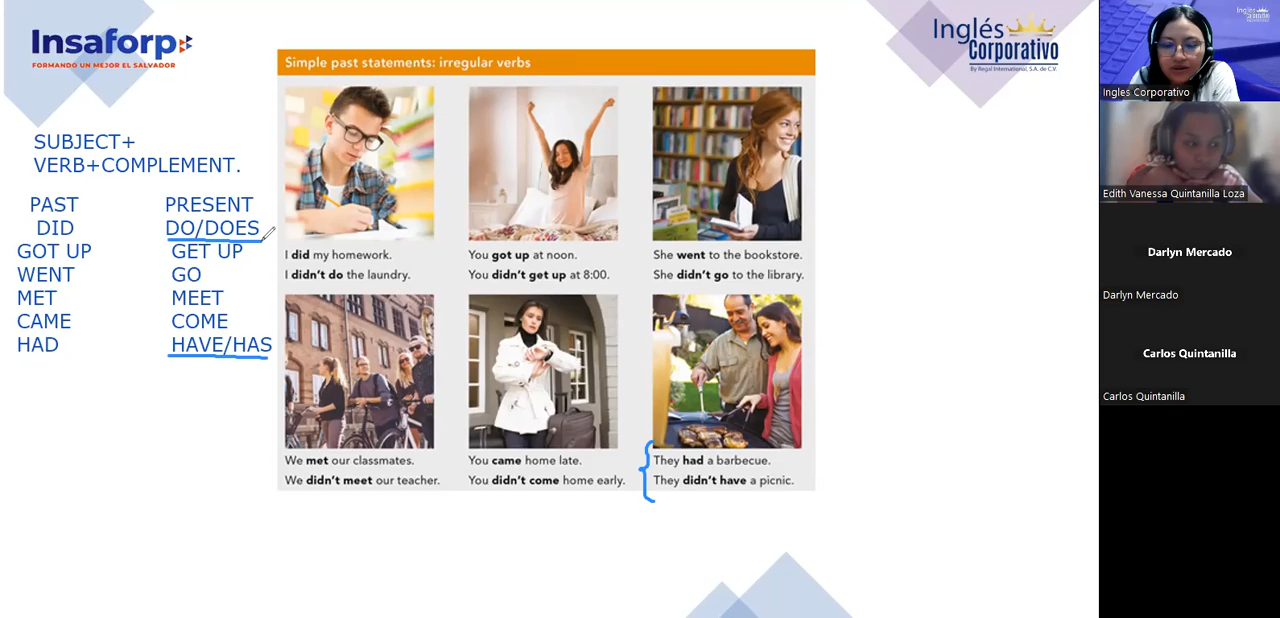 Insaforp
FORMANDO UN MEJOR EL SALVADOR
Inglés
Corporativo
By Regal International, S.A. de C.V.
SUBJECT+
VERB+COMPLEMENT.
PAST PRESENT
DID DO/DOES
GOT UP GET UP
WENT GO
MET MEET
CAME COME
HAD HAVE/HAS
Simple past statements: irregular verbs
I did my homework.
I didn't do the laundry.
You got up at noon.
You didn't get up at 8:00.
She went to the bookstore.
She didn't go to the library.
We met our classmates.
We didn't meet our teacher.
You came home late.
You didn't come home early.
They had a barbecue.
They didn't have a picnic.
Inglés
Ingles Corporativo
Edith Vanessa Quintanilla Loza
Darlyn Mercado
Darlyn Mercado
Carlos Quintanilla
Carlos Quintanilla